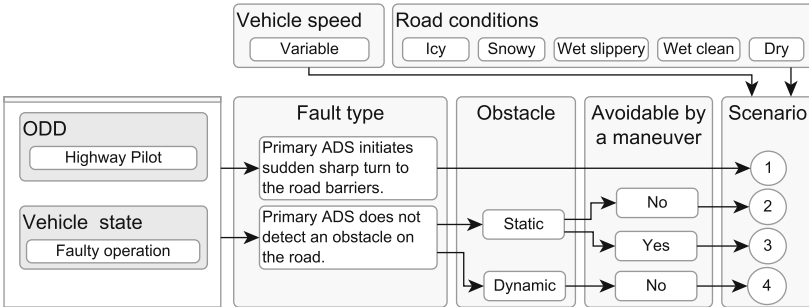 Vehicle speed
Variable
Road conditions
Icy
Snowy
Wet slippery
Wet clean
Dry
ODD
Highway Pilot
Vehicle state
Faulty operation
Fault type
Primary ADS initiates
sudden sharp turn to
the road barriers.
Primary ADS does not
detect an obstacle on
the road.
Obstacle
Static
Dynamic
Avoidable by
a maneuver
No
Yes
No
Scenario
1
2
3
4